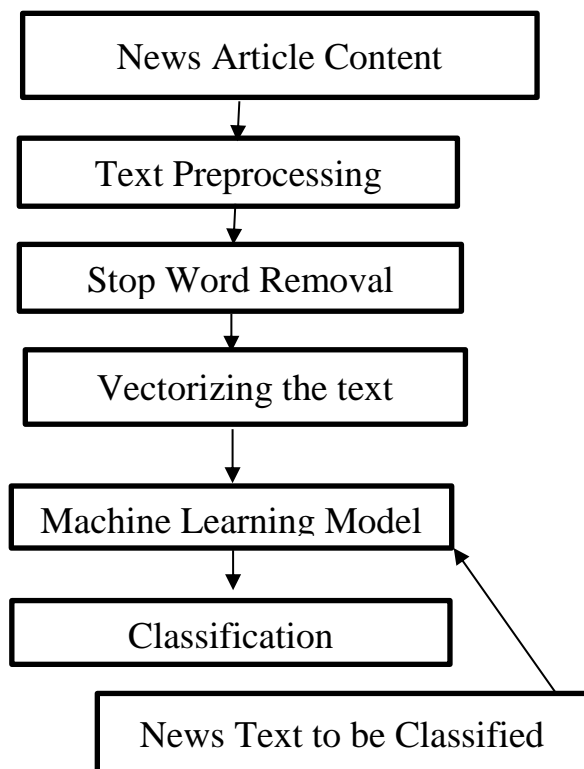 News Article Content
Text Preprocessing
Stop Word Removal
Vectorizing the text
Machine Learning Model
Classification
News Text to be Classified